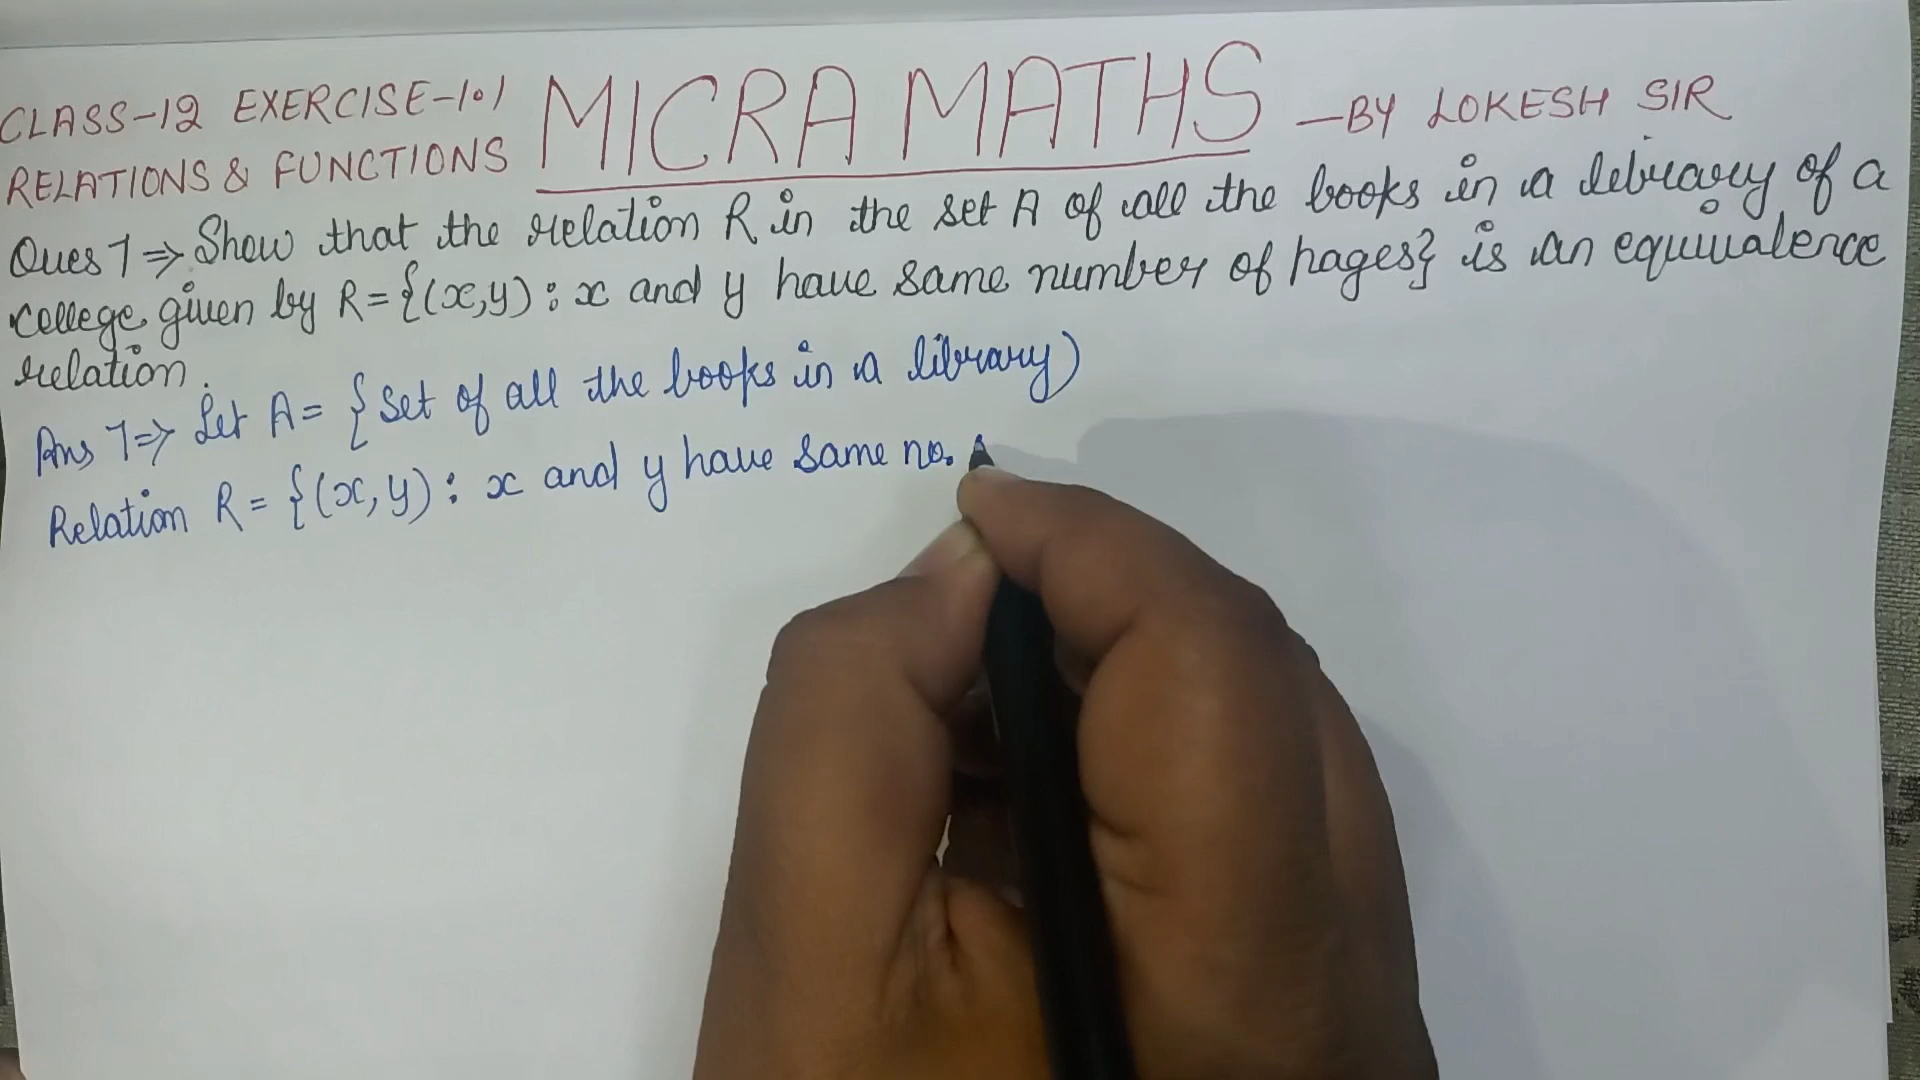 CLASS-12 EXERCISE-1.1 MICRA MATHS -BY LOKESH SIR
RELATIONS & FUNCTIONS
Ques 7 => Show that the relation R in the set A of all the books in a library of a
college, given by R = {(x,y) : x and y have same number of pages} is an equivalence
relation.
Ans 7 => Let A = {Set of all the books in a library)
Relation R = {(x, y) : x and y have same no.